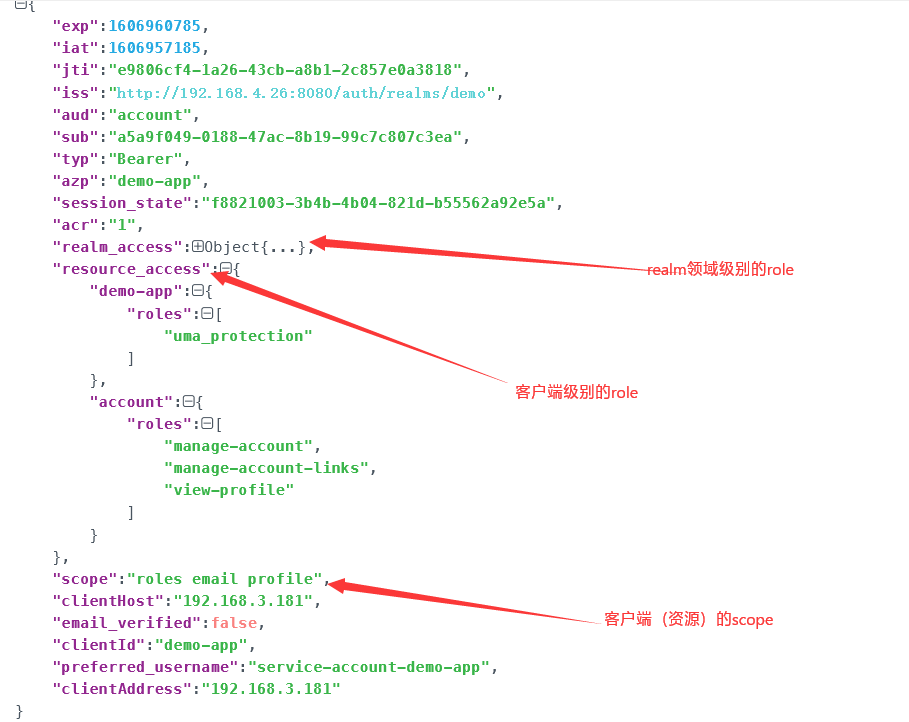 {
"exp":1606960785,
"iat":1606957185,
"jti":"e9806cf4-1a26-43cb-a8b1-2c857e0a3818",
"iss":"http://192.168.4.26:8080/auth/realms/demo",
"aud":"account",
"sub":"a5a9f049-0188-47ac-8b19-99c7c807c3ea",
"typ":"Bearer",
"azp":"demo-app",
"session_state":"f8821003-3b4b-4b04-821d-b55562a92e5a",
"acr":"1",
"realm_access":Object{...},
realm领域级别的role
"resource_access":{
"demo-app":{
"roles":[
"uma_protection"
]
},
客户端级别的role
"account":{
"roles":[
"manage-account",
"manage-account-links",
"view-profile"
]
}
},
"scope":"roles email profile",
"clientHost":"192.168.3.181",
客户端（资源）的scope
"email_verified":false,
"clientId":"demo-app",
"preferred_username":"service-account-demo-app",
"clientAddress":"192.168.3.181"
}